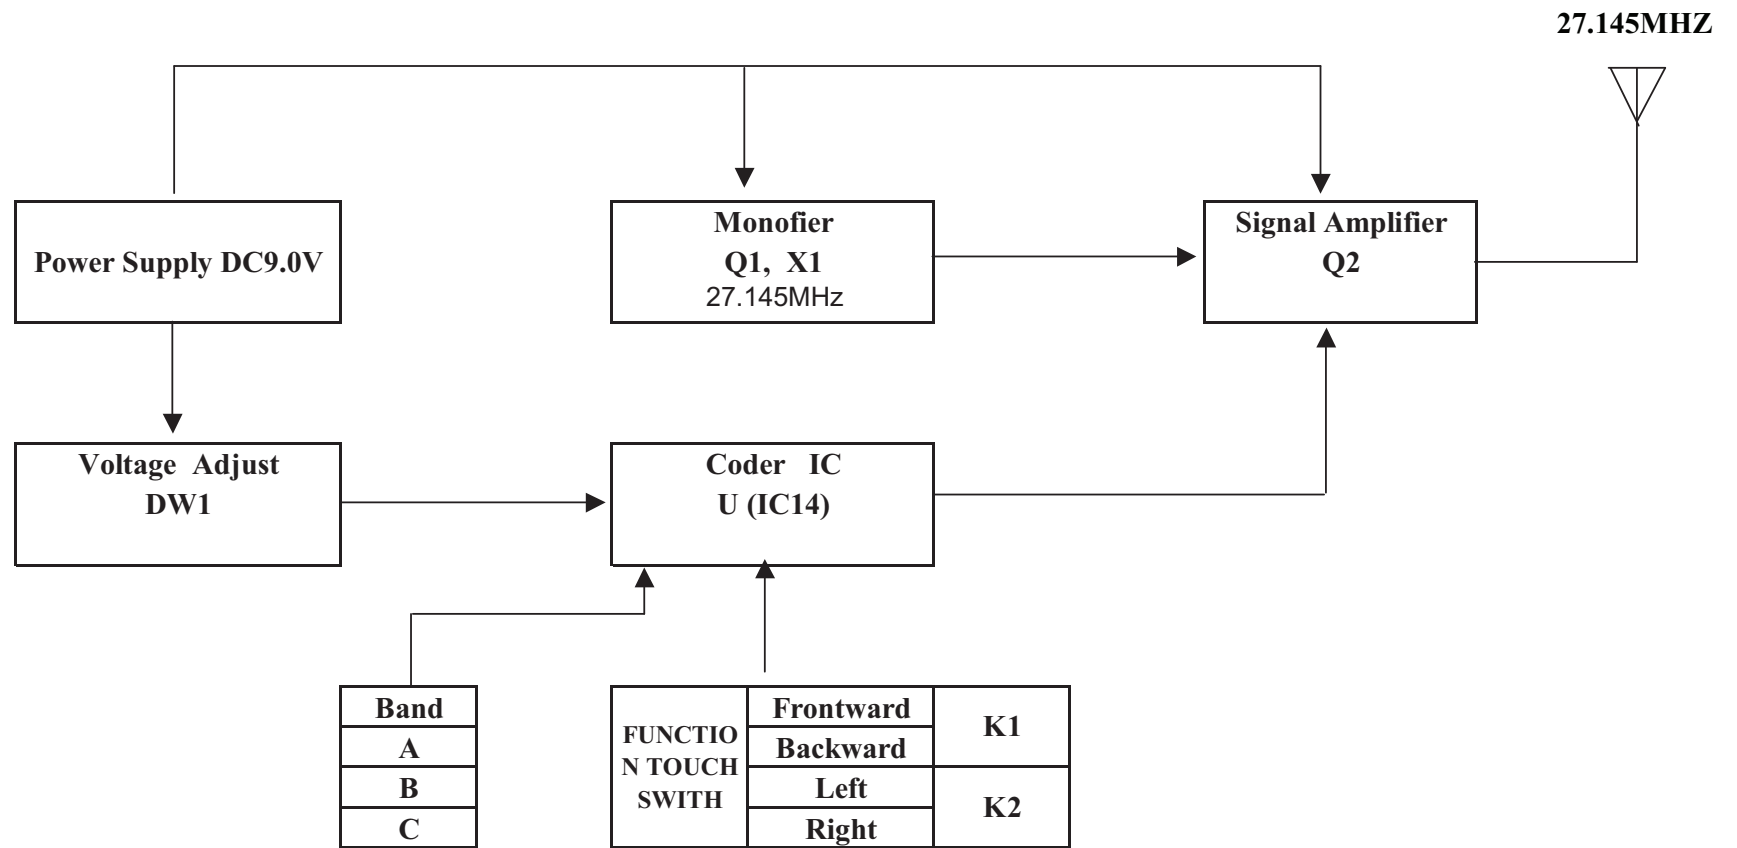 27.145MHZ
Power Supply DC9.0V
Monofier
Q1, X1
27.145MHz
Signal Amplifier
Q2
Voltage Adjust
DW1
Coder IC
U (IC14)
Band
A
B
C
FUNCTIO
N TOUCH
SWITH
Frontward
Backward
Left
Right
K1
K2